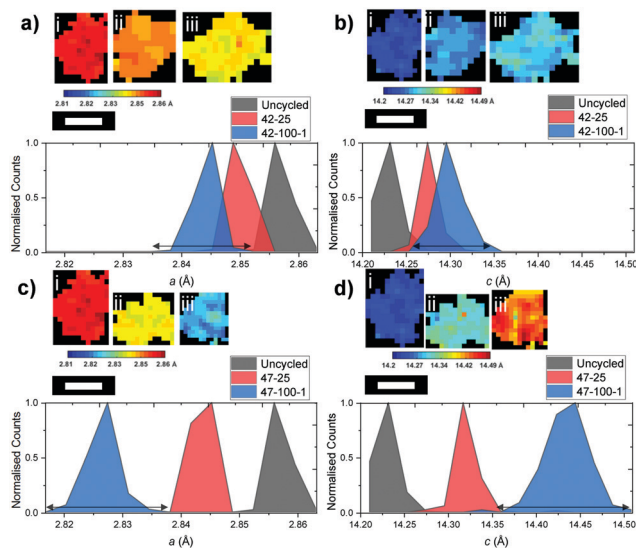 a)
i
ii
iii
2.81 2.82 2.83 2.85 2.86 Å
Uncycled
42-25
42-100-1
Normalised Counts
1.0
0.5
0.0
2.82 2.83 2.84 2.85 2.86
a (Å)
b)
i
ii
iii
14.2 14.27 14.34 14.41 14.49 Å
Uncycled
42-25
42-100-1
Normalised Counts
1.0
0.5
0.0
14.20 14.25 14.30 14.35 14.40 14.45 14.50
c (Å)
c)
i
ii
iii
2.81 2.82 2.83 2.85 2.86 Å
Uncycled
47-25
47-100-1
Normalised Counts
1.0
0.5
0.0
2.82 2.83 2.84 2.85 2.86
a (Å)
d)
i
ii
iii
14.2 14.27 14.34 14.41 14.49 Å
Uncycled
47-25
47-100-1
Normalised Counts
1.0
0.5
0.0
14.20 14.25 14.30 14.35 14.40 14.45 14.50
c (Å)